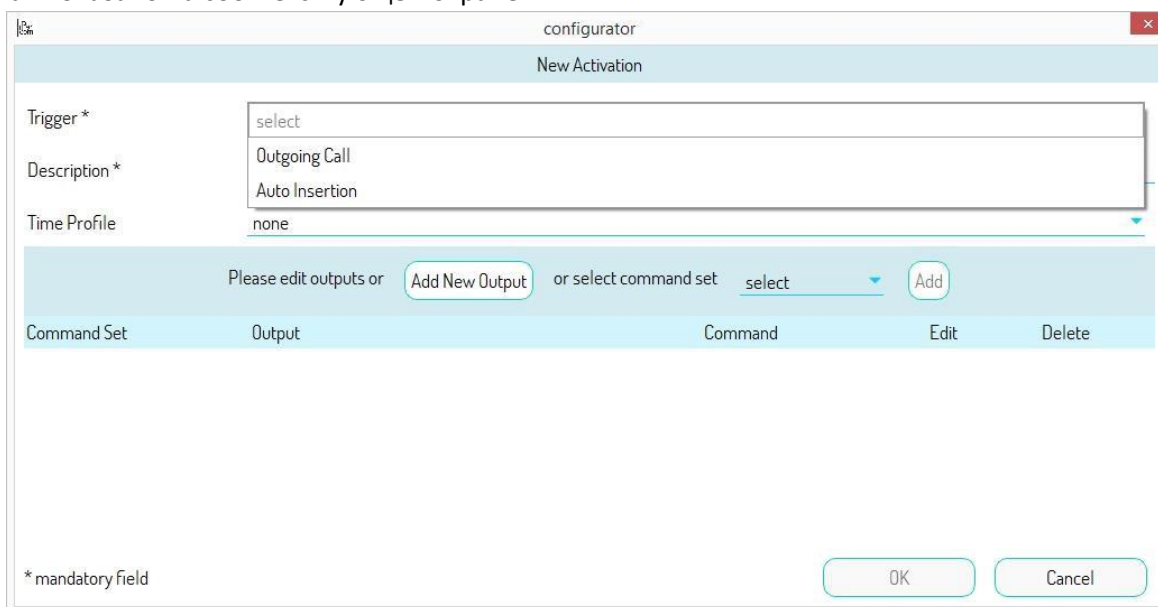 configurator
New Activation
Trigger *
select
Outgoing Call
Auto Insertion
Description *
Time Profile none
Please edit outputs or Add New Output or select command set select Add
Command Set Output Command Edit Delete
* mandatory field OK Cancel